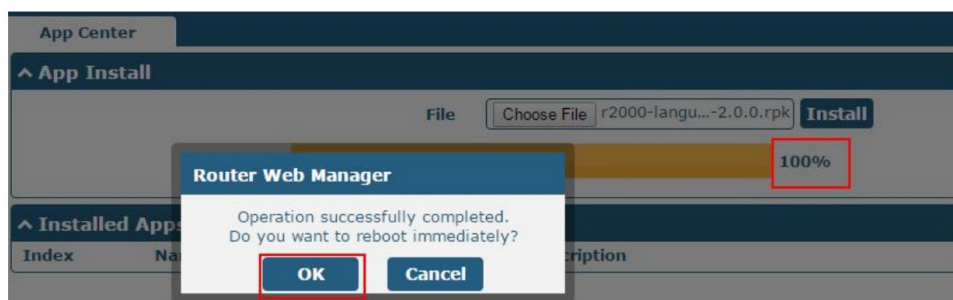 App Center
^ App Install
File Choose File r2000-langu...-2.0.0.rpk Install
100%
Router Web Manager
Operation successfully completed.
Do you want to reboot immediately?
OK Cancel
^ Installed Apps
Index